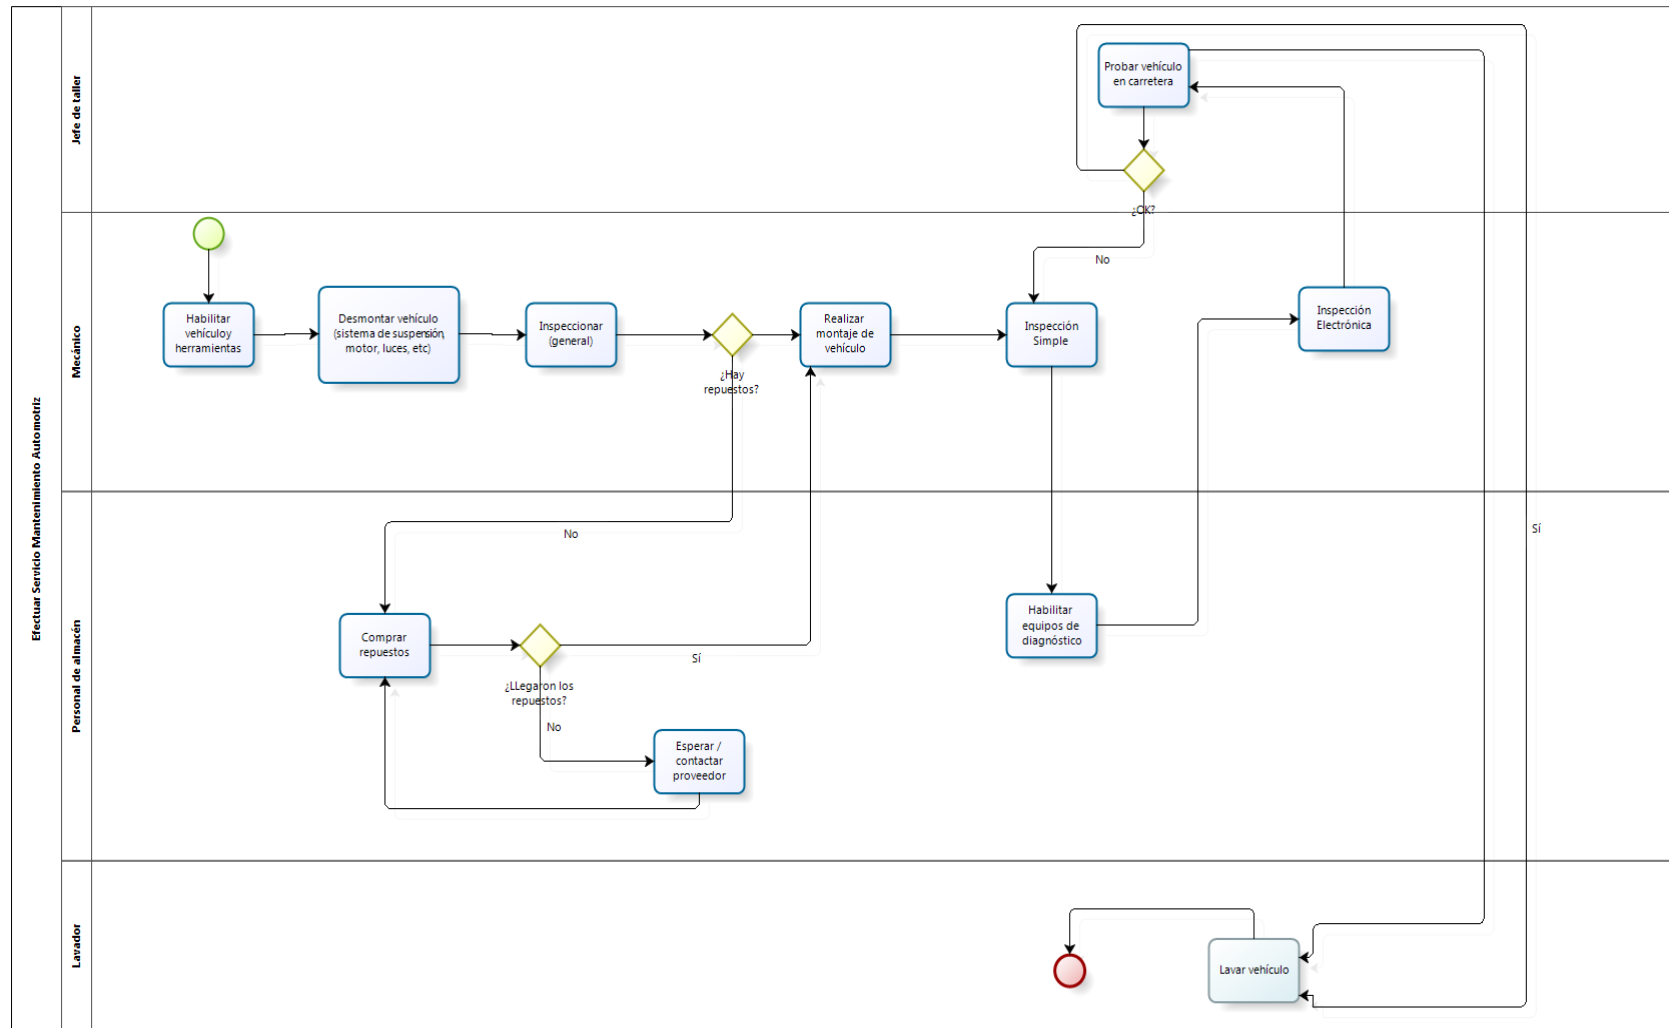 Efectuar Servicio Mantenimiento Automotriz
Jefe de taller
Probar vehículo
en carretera
¿OK?
No
Mecánico
Habilitar
vehículoy
herramientas
Desmontar vehículo
(sistema de suspensión,
motor, luces, etc)
Inspeccionar
(general)
¿Hay
repuestos?
Realizar
montaje de
vehículo
Inspección
Simple
Inspección
Electrónica
Personal de almacén
No
Comprar
repuestos
¿LLegaron los
repuestos?
Sí
No
Esperar /
contactar
proveedor
Habilitar
equipos de
diagnóstico
Sí
Lavador
Lavar vehículo